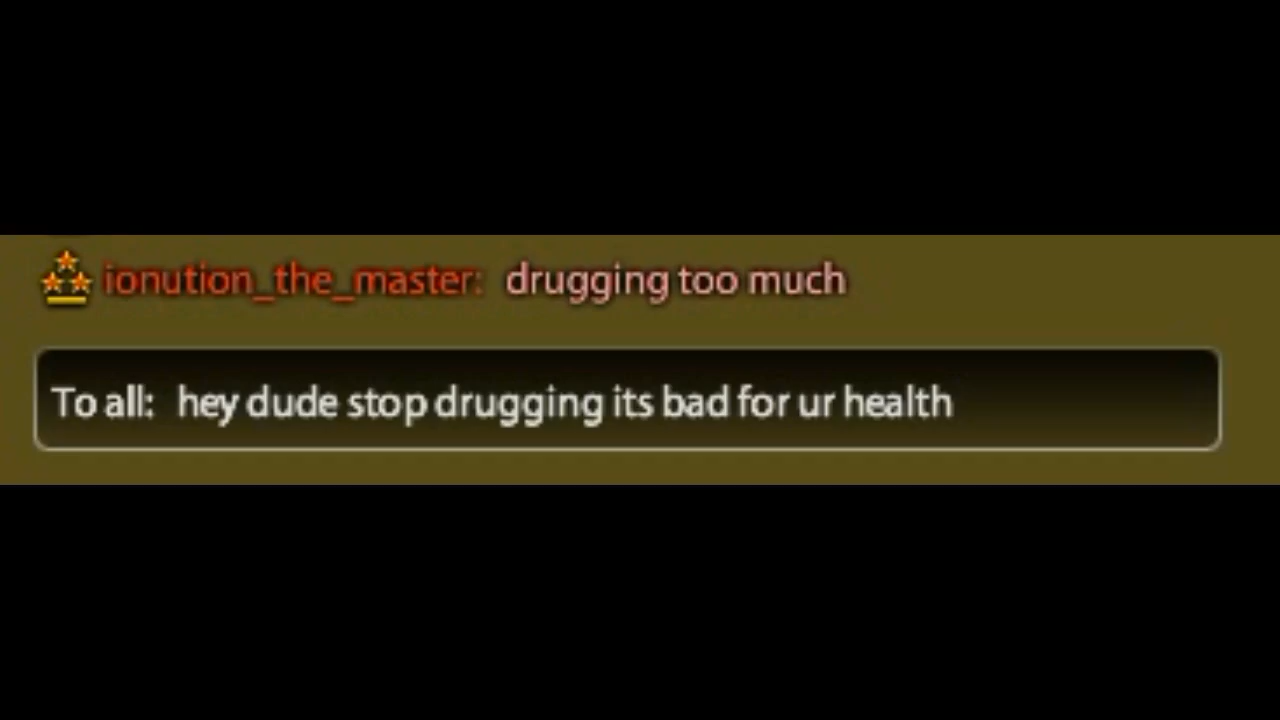 ionution_the_master: drugging too much
To all: hey dude stop drugging its bad for ur health